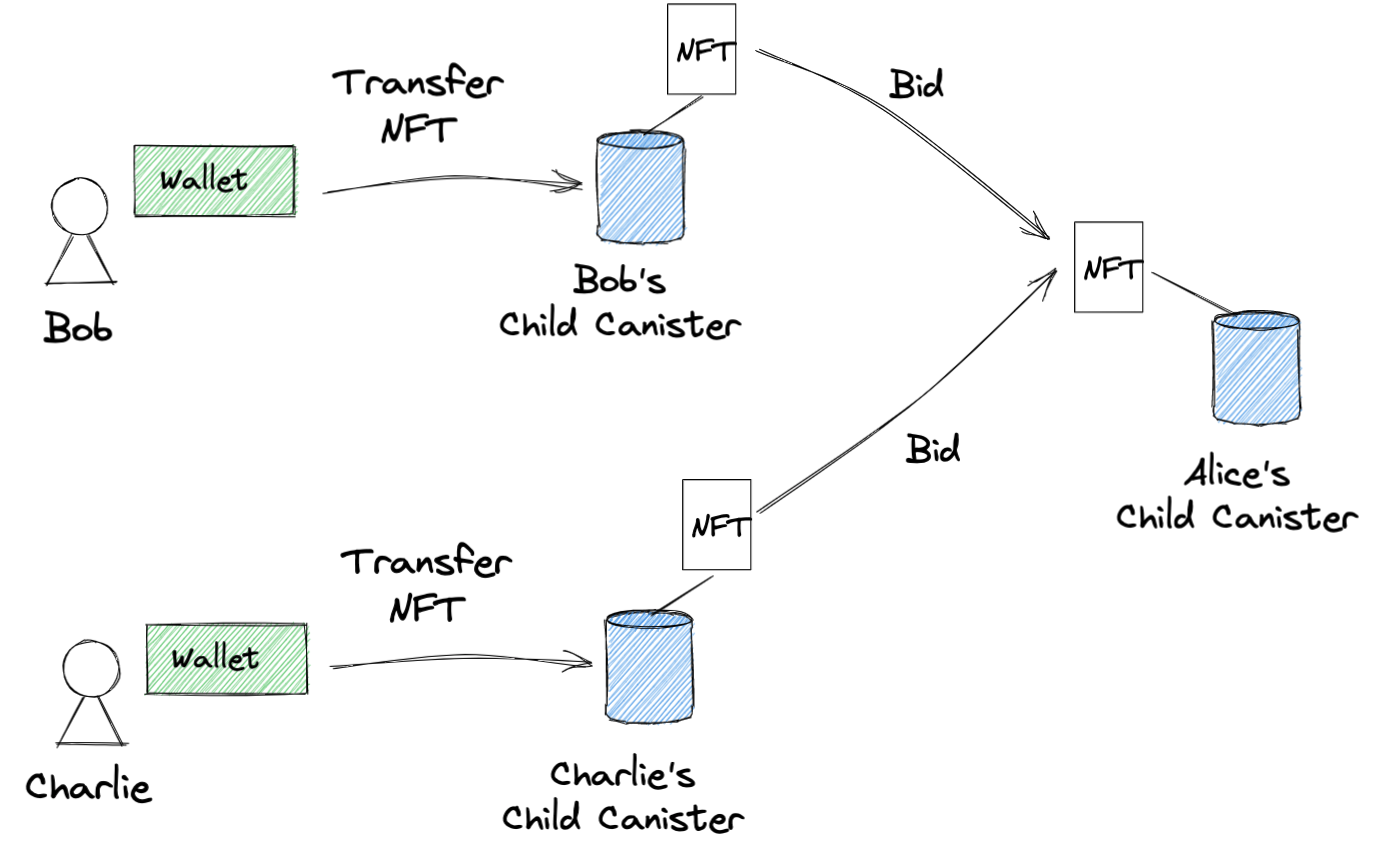 NFT
Transfer
NFT
Bid
Wallet
Bob
Bob's
Child Canister
NFT
Alice's
Child Canister
Bid
NFT
Transfer
NFT
Wallet
Charlie
Charlie's
Child Canister